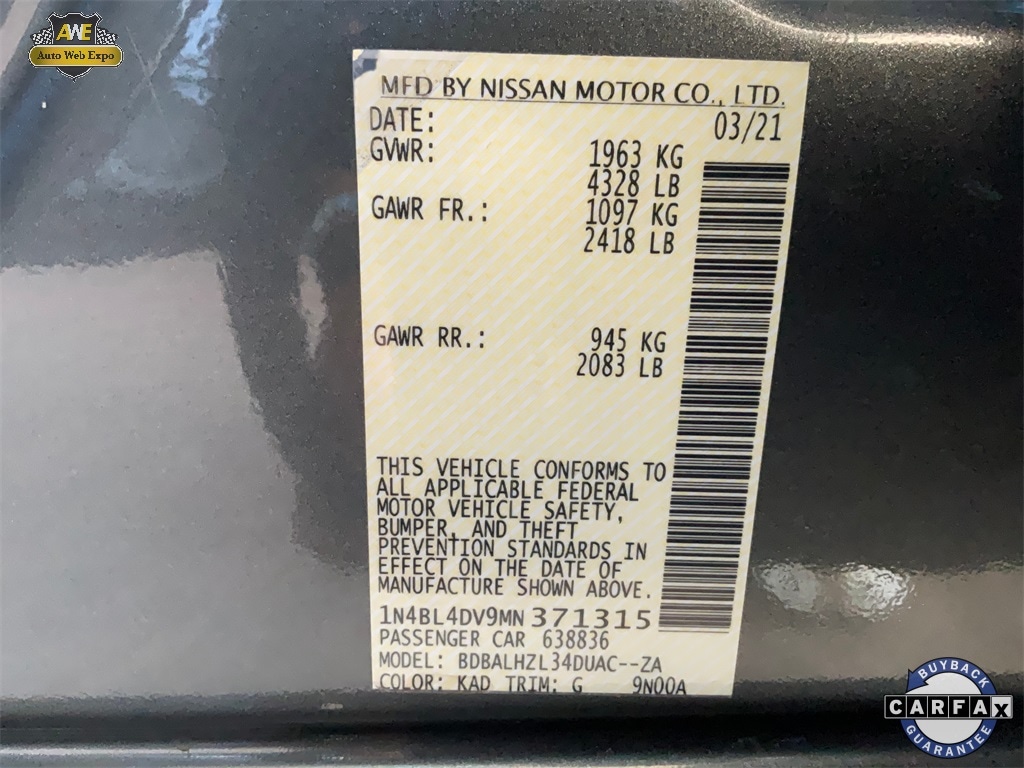 AWE
Auto Web Expo
MFD BY NISSAN MOTOR CO., LTD.
DATE: 03/21
GVWR: 1963 KG
4328 LB
GAWR FR.: 1097 KG
2418 LB
GAWR RR.: 945 KG
2083 LB
THIS VEHICLE CONFORMS TO
ALL APPLICABLE FEDERAL
MOTOR VEHICLE SAFETY,
BUMPER, AND THEFT
PREVENTION STANDARDS IN
EFFECT ON THE DATE OF
MANUFACTURE SHOWN ABOVE.
1N4BL4DV9MN 371315
PASSENGER CAR 638836
MODEL: BDBALHZL34DUAC--ZA
COLOR: KAD TRIM: G 9N00A
BUYBACK
CARFAX
GUARANTEE